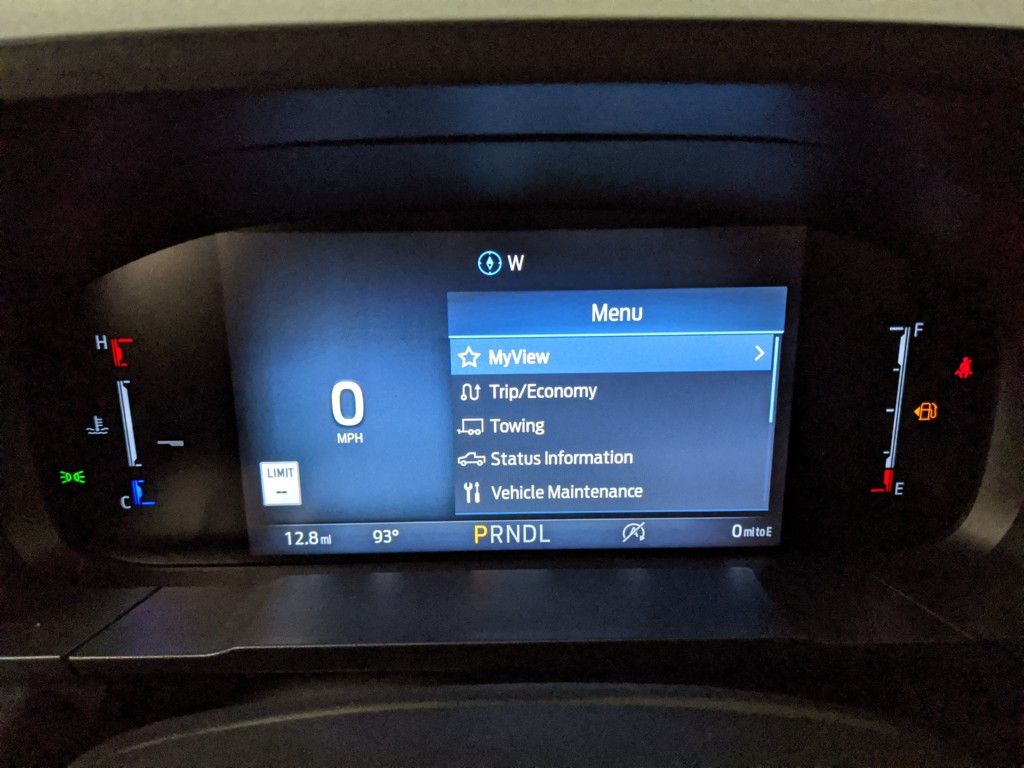 W
Menu
MyView
Trip/Economy
Towing
Status Information
Vehicle Maintenance
0
MPH
LIMIT
--
H
C
F
E
12.8 mi 93° PRNDL 0 mi to E